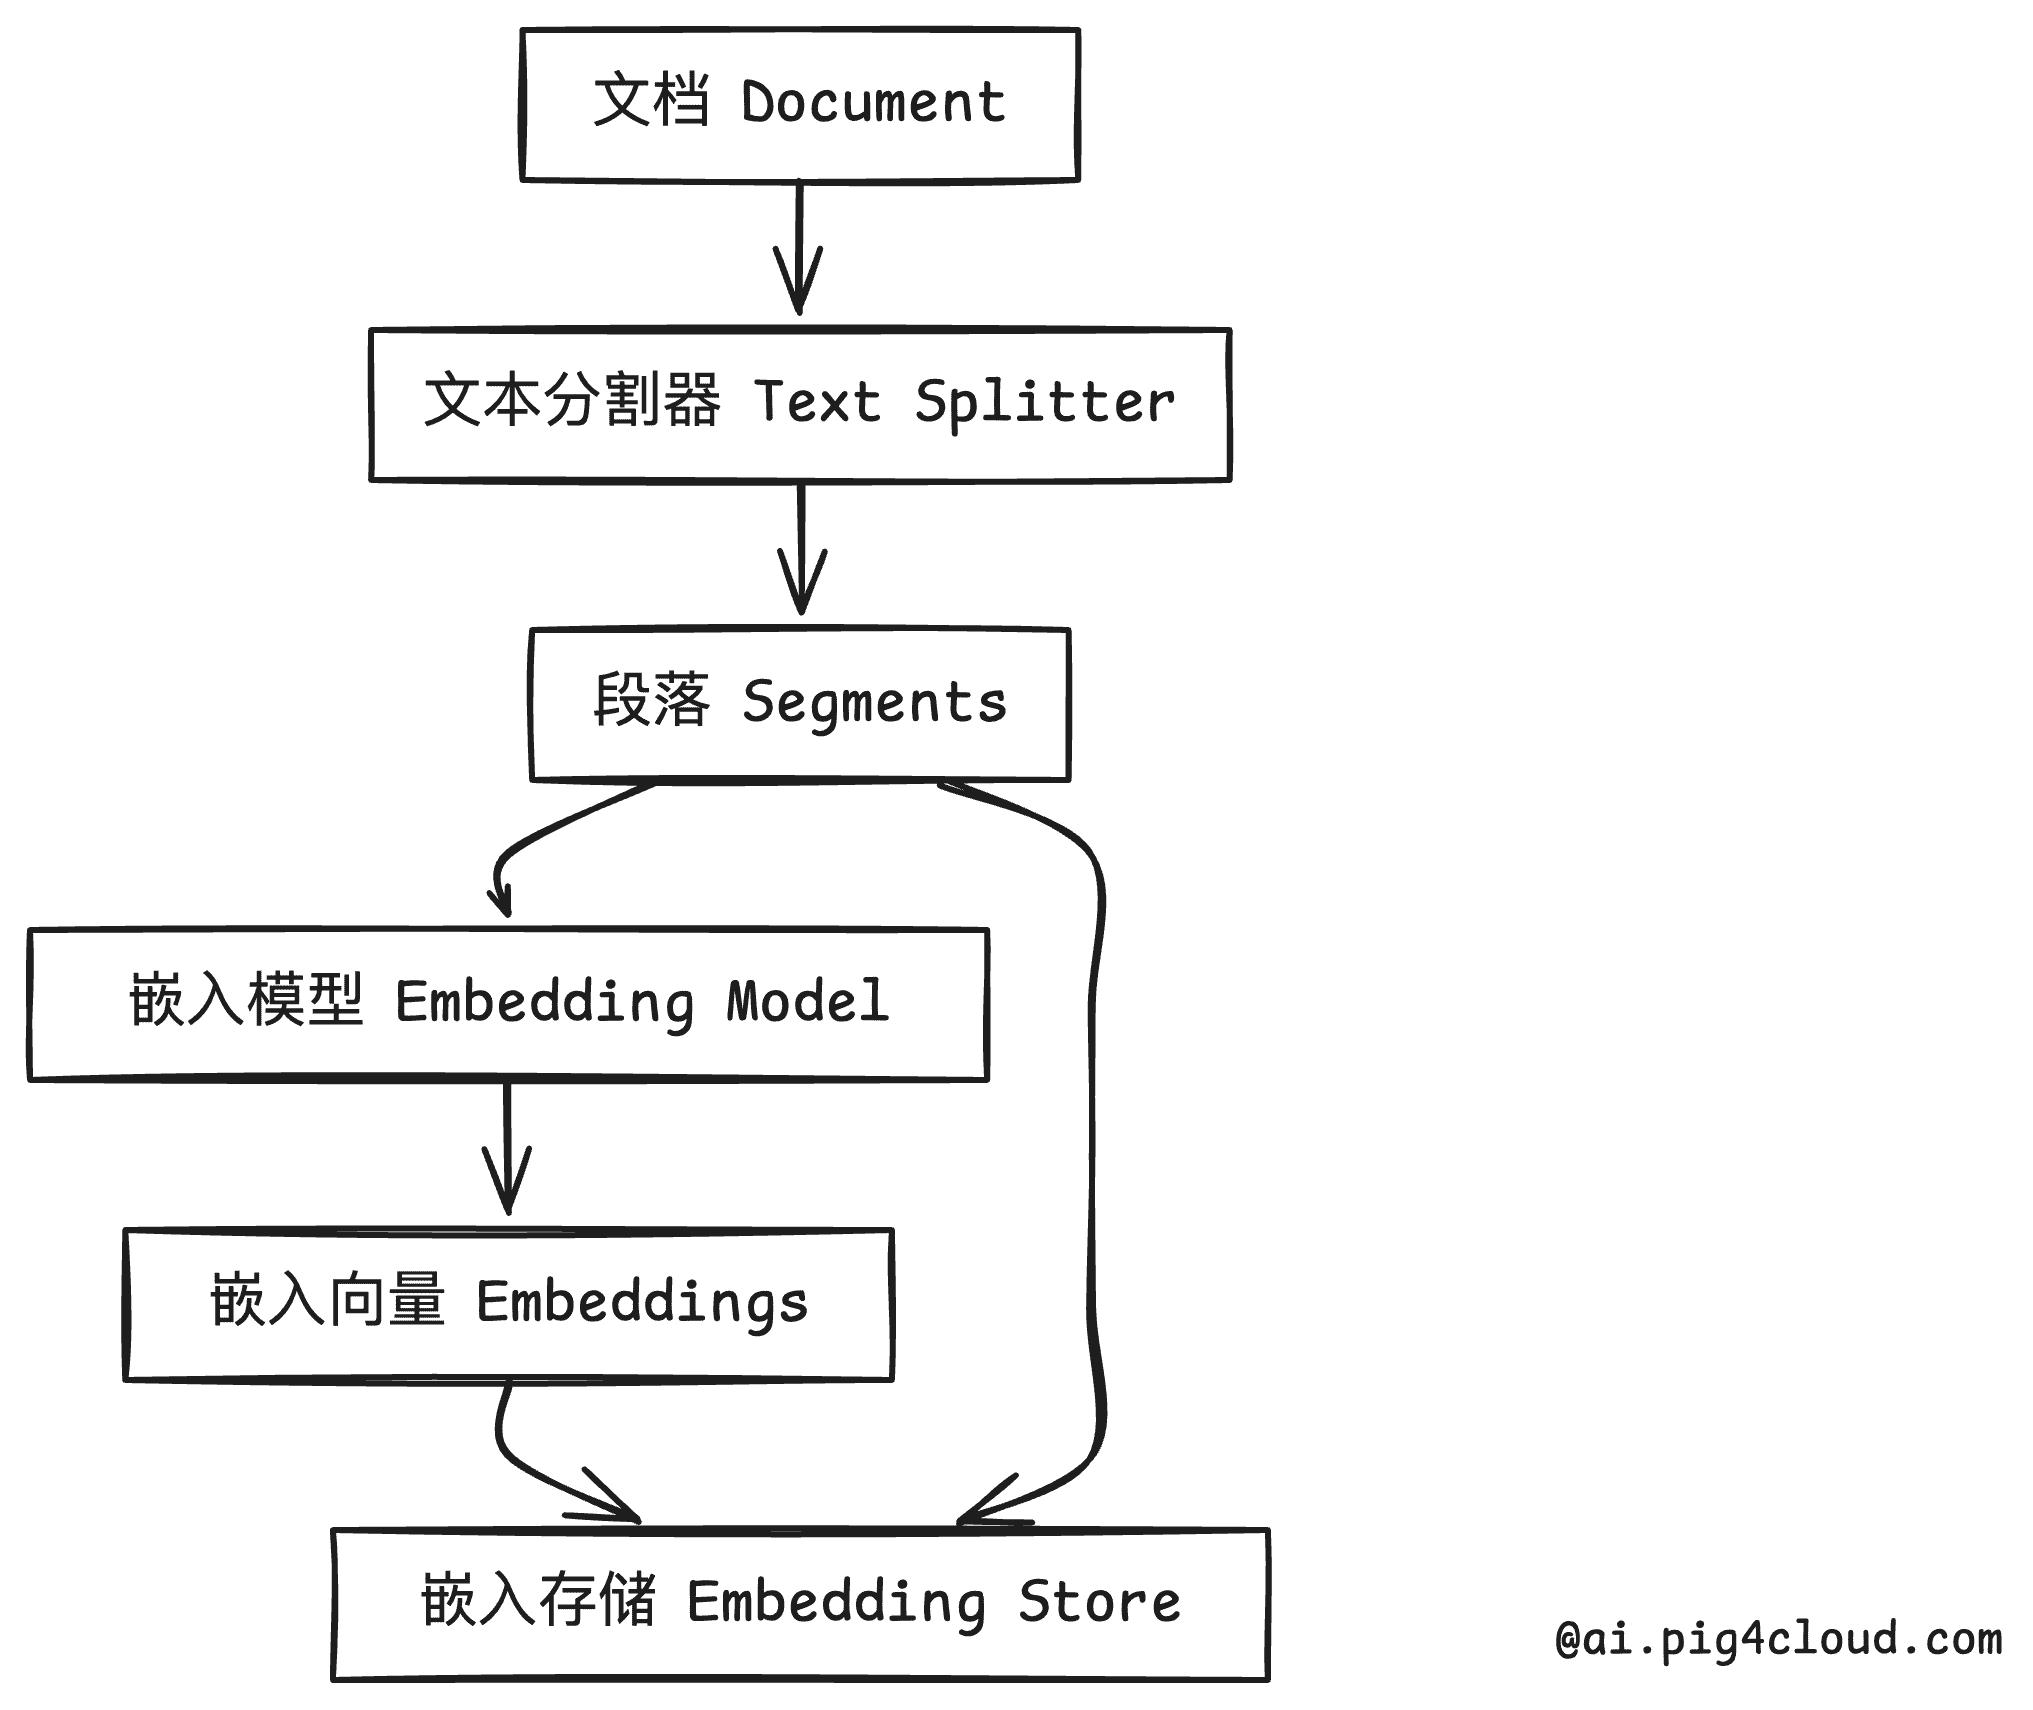 文档 Document
文本分割器 Text Splitter
段落 Segments
嵌入模型 Embedding Model
嵌入向量 Embeddings
嵌入存储 Embedding Store
@ai.pig4cloud.com